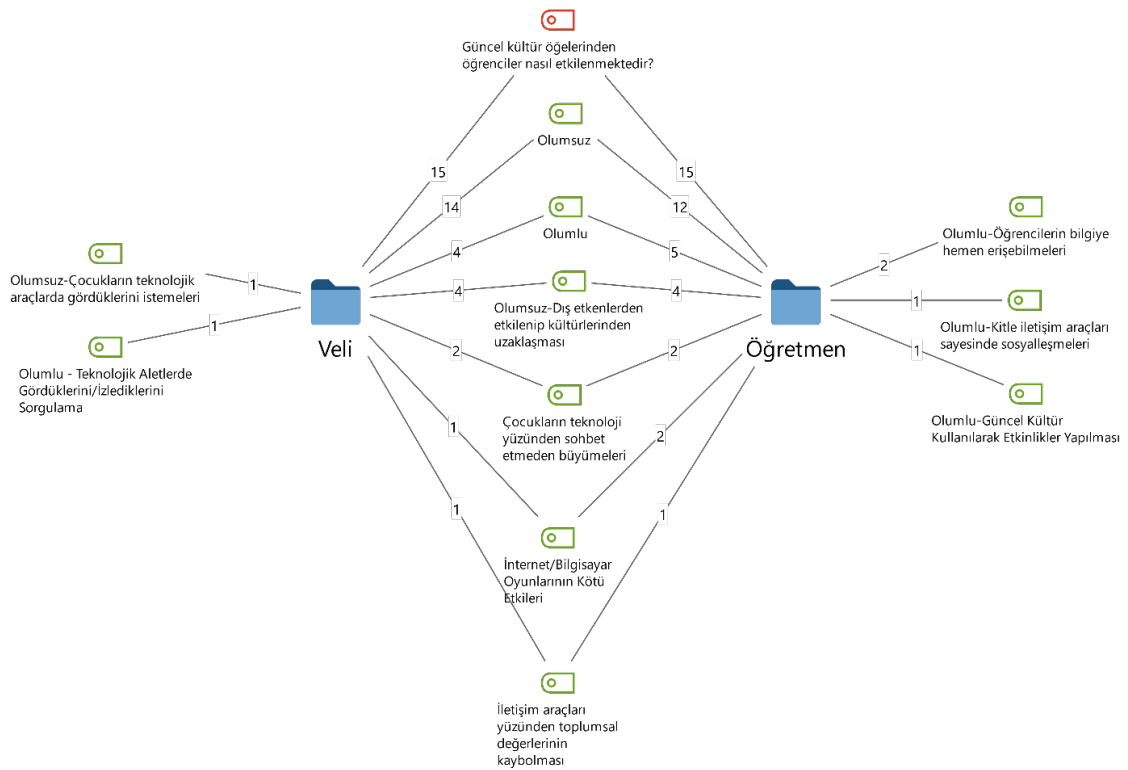 Güncel kültür öğelerinden
öğrenciler nasıl etkilenmektedir?
15
15
Olumsuz
14
12
Olumlu
4
5
Olumsuz-Dış etkenlerden
etkilenip kültürlerinden
uzaklaşması
4
4
Çocukların teknoloji
yüzünden sohbet
etmeden büyümeleri
2
2
İnternet/Bilgisayar
Oyunlarının Kötü
Etkileri
1
2
İletişim araçları
yüzünden toplumsal
değerlerinin
kaybolması
1
1
Veli
Öğretmen
Olumsuz-Çocukların teknolojik
araçlarda gördüklerini istemeleri
1
Olumlu - Teknolojik Aletlerde
Gördüklerini/İzlediklerini
Sorgulama
1
Olumlu-Öğrencilerin bilgiye
hemen erişebilmeleri
2
Olumlu-Kitle iletişim araçları
sayesinde sosyalleşmeleri
1
Olumlu-Güncel Kültür
Kullanılarak Etkinlikler Yapılması
1